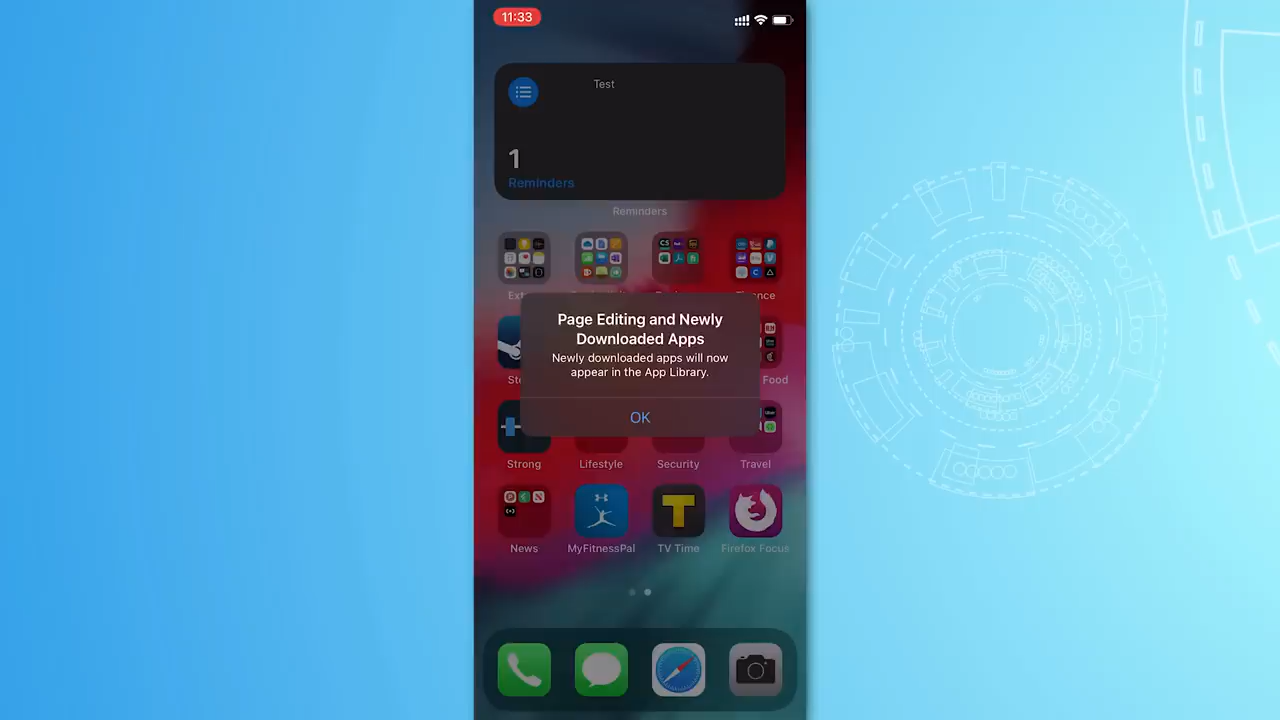 11:33
Test
1
Reminders
Reminders
Page Editing and Newly
Downloaded Apps
Newly downloaded apps will now
appear in the App Library.
OK
Food
Strong
Lifestyle
Security
Travel
News
MyFitnessPal
TV Time
Firefox Focus